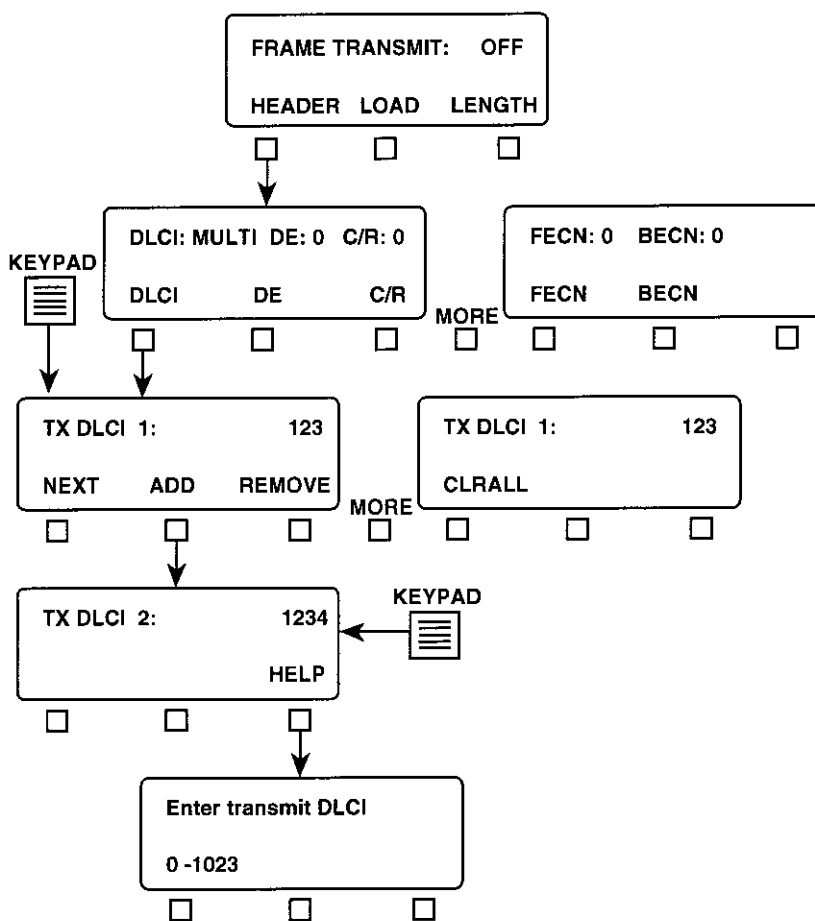 FRAME TRANSMIT: OFF
HEADER LOAD LENGTH
DLCI: MULTI DE: 0 C/R: 0
DLCI DE C/R
MORE
FECN: 0 BECN: 0
FECN BECN
KEYPAD
TX DLCI 1: 123
NEXT ADD REMOVE
MORE
TX DLCI 1: 123
CLRALL
TX DLCI 2: 1234
HELP
KEYPAD
Enter transmit DLCI
0 -1023